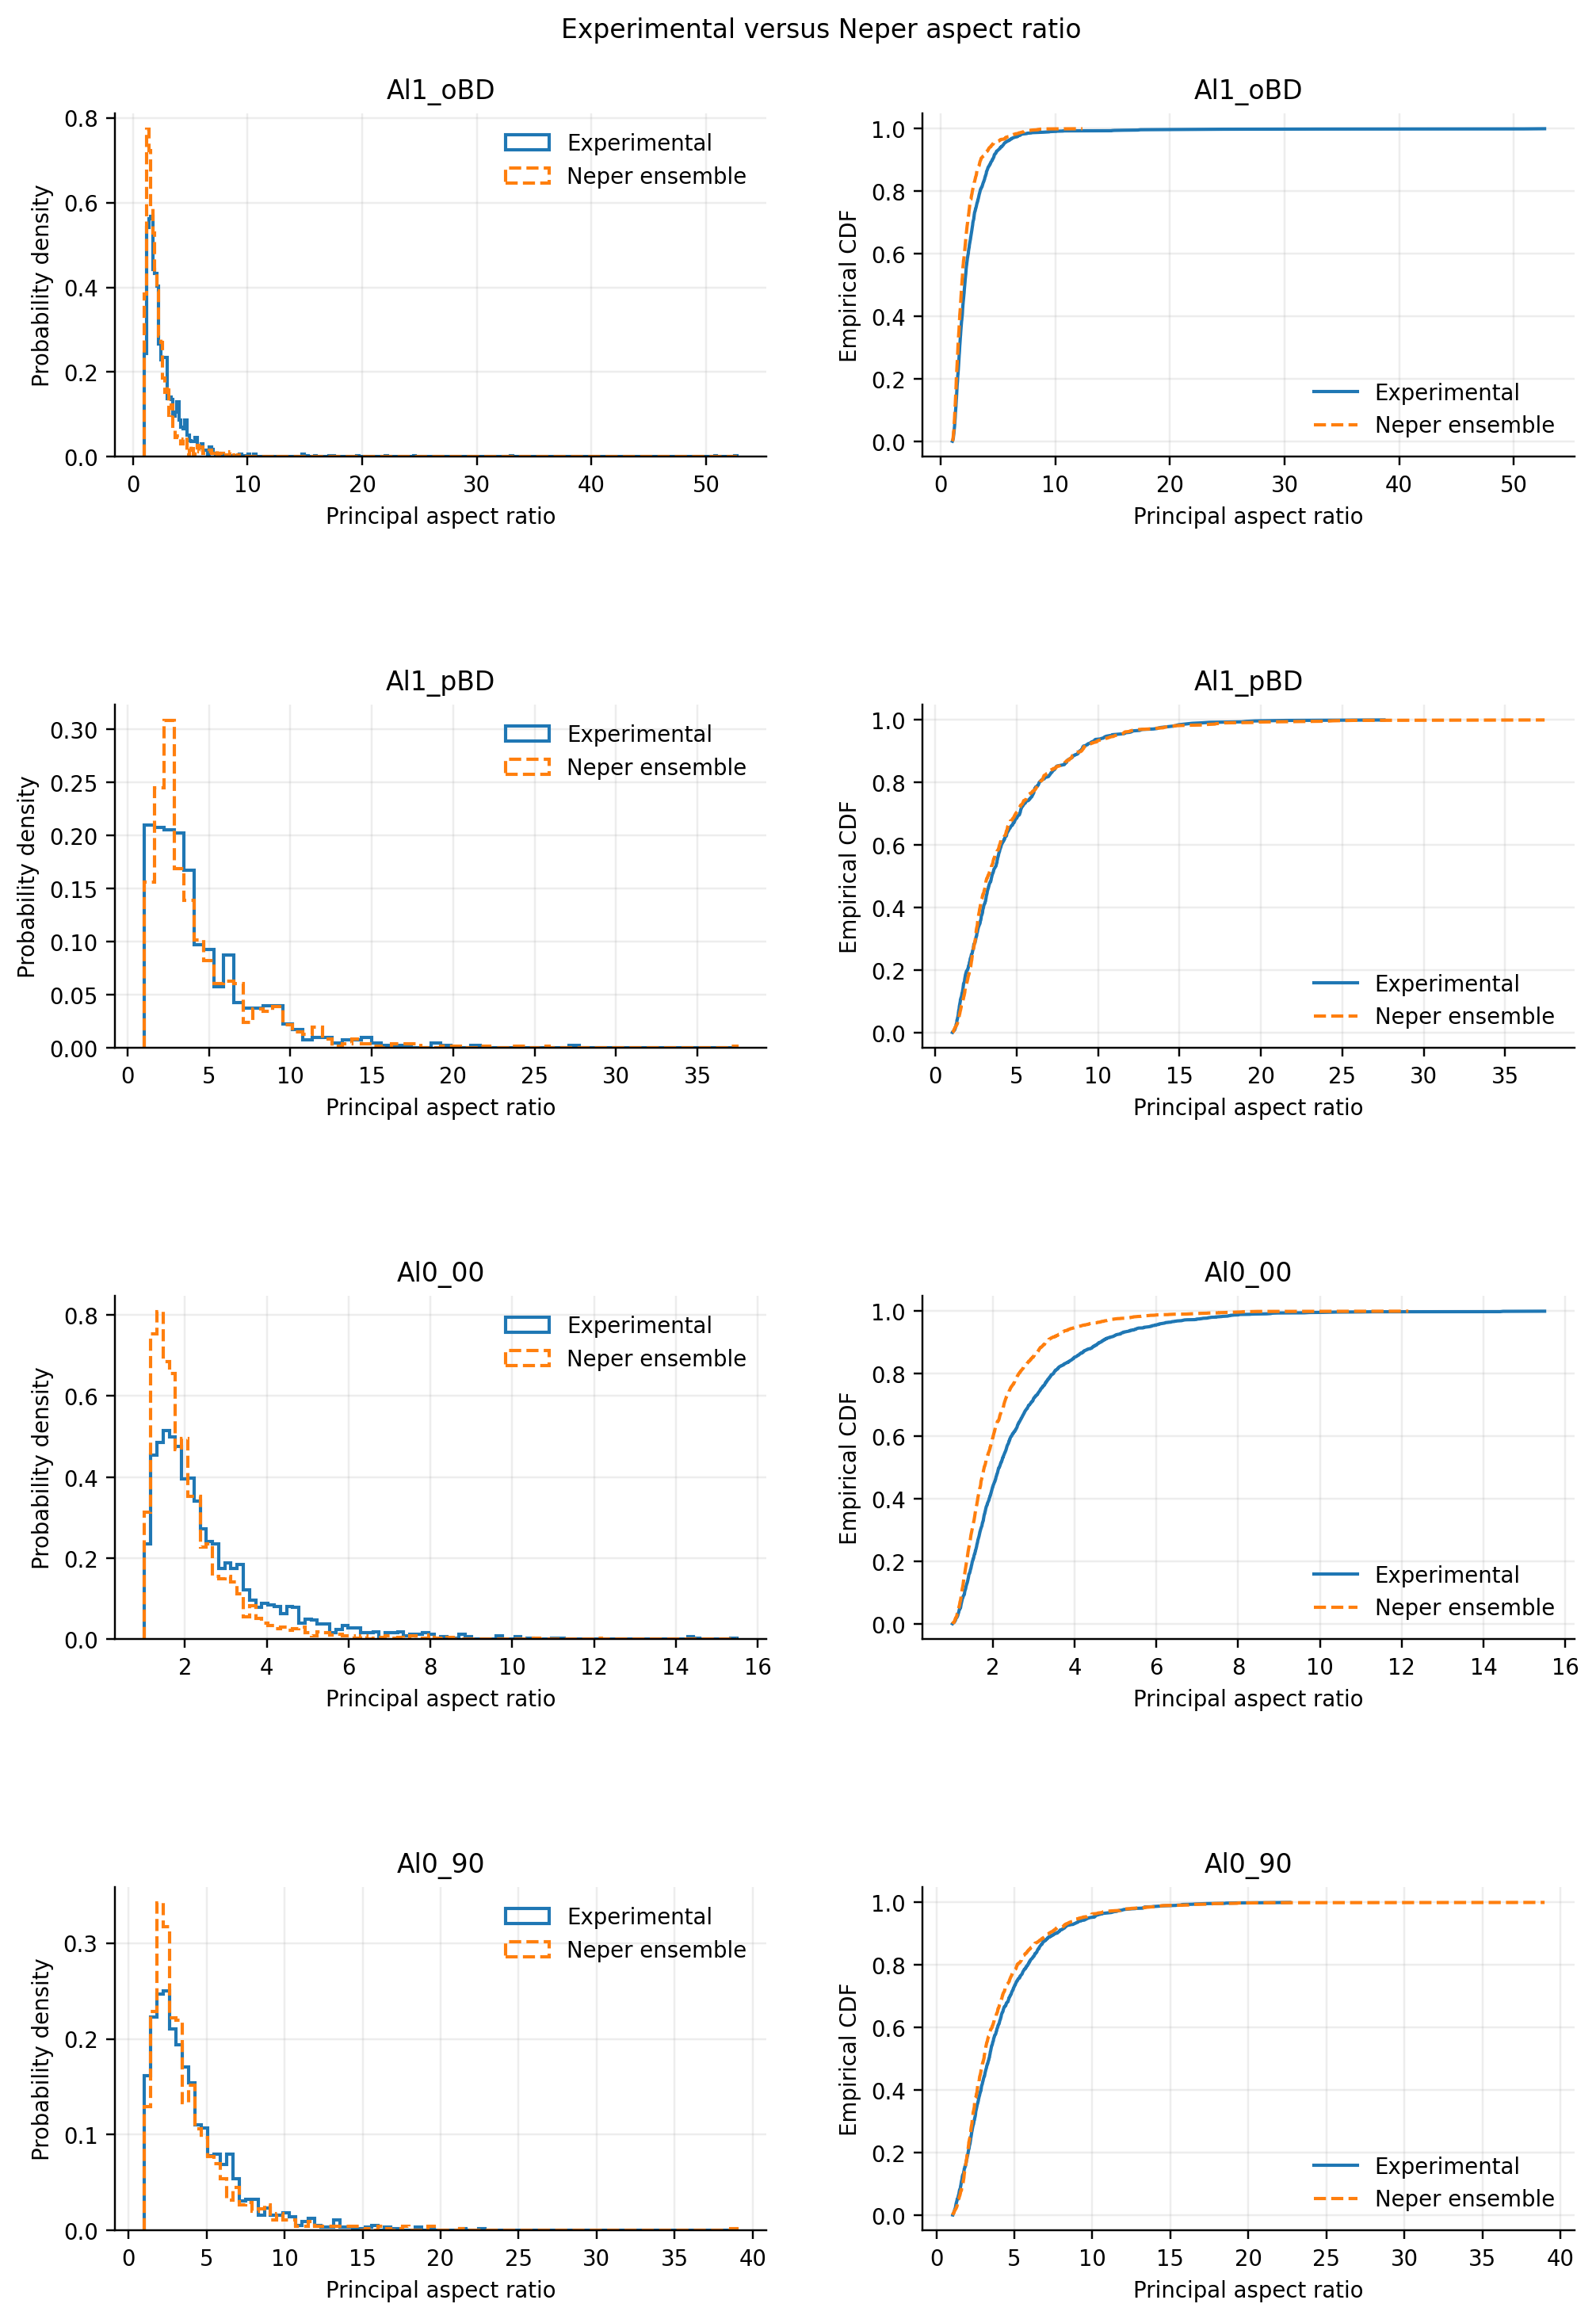 Experimental versus Neper aspect ratio
Al1_oBD
Probability density
0.8
0.6
0.4
0.2
0.0
Experimental
Neper ensemble
0 10 20 30 40 50
Principal aspect ratio
Al1_oBD
Empirical CDF
1.0
0.8
0.6
0.4
0.2
0.0
Experimental
Neper ensemble
0 10 20 30 40 50
Principal aspect ratio
Al1_pBD
Probability density
0.30
0.25
0.20
0.15
0.10
0.05
0.00
Experimental
Neper ensemble
0 5 10 15 20 25 30 35
Principal aspect ratio
Al1_pBD
Empirical CDF
1.0
0.8
0.6
0.4
0.2
0.0
Experimental
Neper ensemble
0 5 10 15 20 25 30 35
Principal aspect ratio
Al0_00
Probability density
0.8
0.6
0.4
0.2
0.0
Experimental
Neper ensemble
2 4 6 8 10 12 14 16
Principal aspect ratio
Al0_00
Empirical CDF
1.0
0.8
0.6
0.4
0.2
0.0
Experimental
Neper ensemble
2 4 6 8 10 12 14 16
Principal aspect ratio
Al0_90
Probability density
0.3
0.2
0.1
0.0
Experimental
Neper ensemble
0 5 10 15 20 25 30 35 40
Principal aspect ratio
Al0_90
Empirical CDF
1.0
0.8
0.6
0.4
0.2
0.0
Experimental
Neper ensemble
0 5 10 15 20 25 30 35 40
Principal aspect ratio